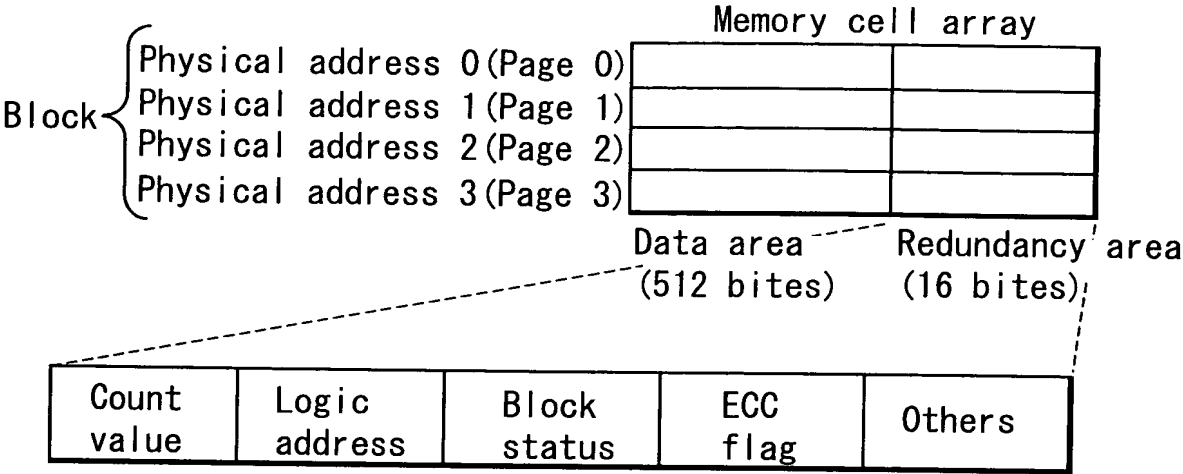 Memory cell array
Physical address 0(Page 0)
Block
Physical address 1(Page 1)
Physical address 2(Page 2)
Physical address 3(Page 3)
Data area
(512 bites)
Redundancy area
(16 bites)
Count
value
Logic
address
Block
status
ECC
flag
Others